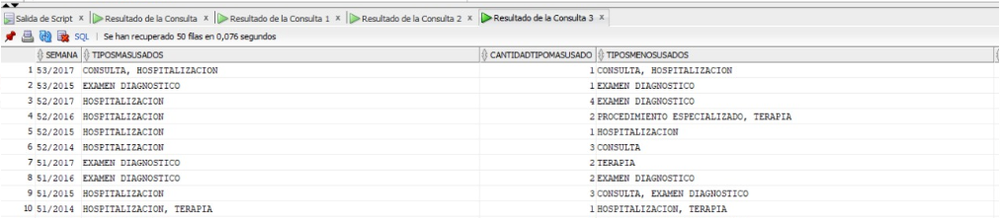 Salida de Script x Resultado de la Consulta x Resultado de la Consulta 1 x Resultado de la Consulta 2 x Resultado de la Consulta 3 x
SQL | Se han recuperado 50 filas en 0,076 segundos
SEMANA TIPOSMASUSADOS CANTIDADTIPOMASUSADO TIPOSMENOSUSADOS
1 53/2017 CONSULTA, HOSPITALIZACION 1 CONSULTA, HOSPITALIZACION
2 53/2015 EXAMEN DIAGNOSTICO 1 EXAMEN DIAGNOSTICO
3 52/2017 HOSPITALIZACION 4 EXAMEN DIAGNOSTICO
4 52/2016 HOSPITALIZACION 2 PROCEDIMIENTO ESPECIALIZADO, TERAPIA
5 52/2015 HOSPITALIZACION 1 HOSPITALIZACION
6 52/2014 HOSPITALIZACION 3 CONSULTA
7 51/2017 EXAMEN DIAGNOSTICO 2 TERAPIA
8 51/2016 EXAMEN DIAGNOSTICO 2 EXAMEN DIAGNOSTICO
9 51/2015 HOSPITALIZACION 3 CONSULTA, EXAMEN DIAGNOSTICO
10 51/2014 HOSPITALIZACION, TERAPIA 1 HOSPITALIZACION, TERAPIA